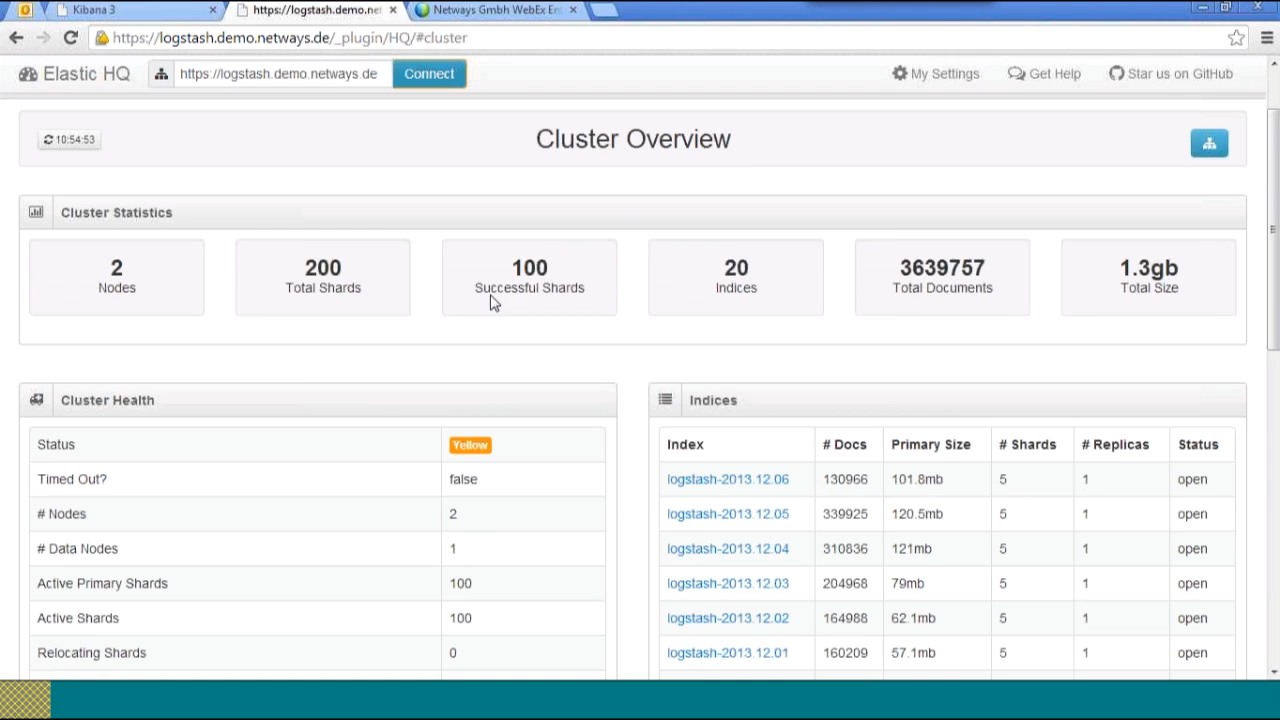 Kibana 3
https://logstash.demo.net
Netways Gmbh WebEx En
https://logstash.demo.netways.de/_plugin/HQ/#cluster
Elastic HQ
https://logstash.demo.netways.de
Connect
My Settings
Get Help
Star us on GitHub
10:54:53
Cluster Overview
Cluster Statistics
2
Nodes
200
Total Shards
100
Successful Shards
20
Indices
3639757
Total Documents
1.3gb
Total Size
Cluster Health
Status Yellow
Timed Out? false
# Nodes 2
# Data Nodes 1
Active Primary Shards 100
Active Shards 100
Relocating Shards 0
Indices
Index # Docs Primary Size # Shards # Replicas Status
logstash-2013.12.06 130966 101.8mb 5 1 open
logstash-2013.12.05 339925 120.5mb 5 1 open
logstash-2013.12.04 310836 121mb 5 1 open
logstash-2013.12.03 204968 79mb 5 1 open
logstash-2013.12.02 164988 62.1mb 5 1 open
logstash-2013.12.01 160209 57.1mb 5 1 open